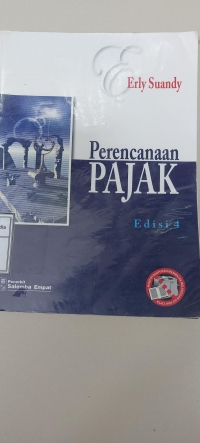 Erly Suandy
Perencanaan
PAJAK
Edisi 4
Penerbit
Salemba Empat